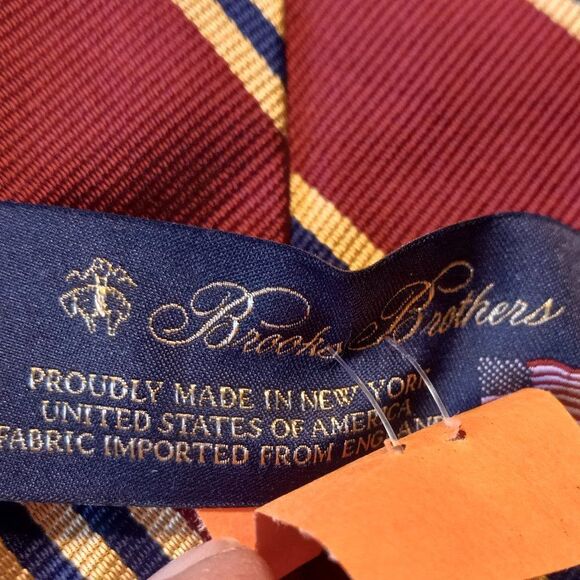 Brooks Brothers
PROUDLY MADE IN NEW YORK
UNITED STATES OF AMERICA
FABRIC IMPORTED FROM ENGLAND